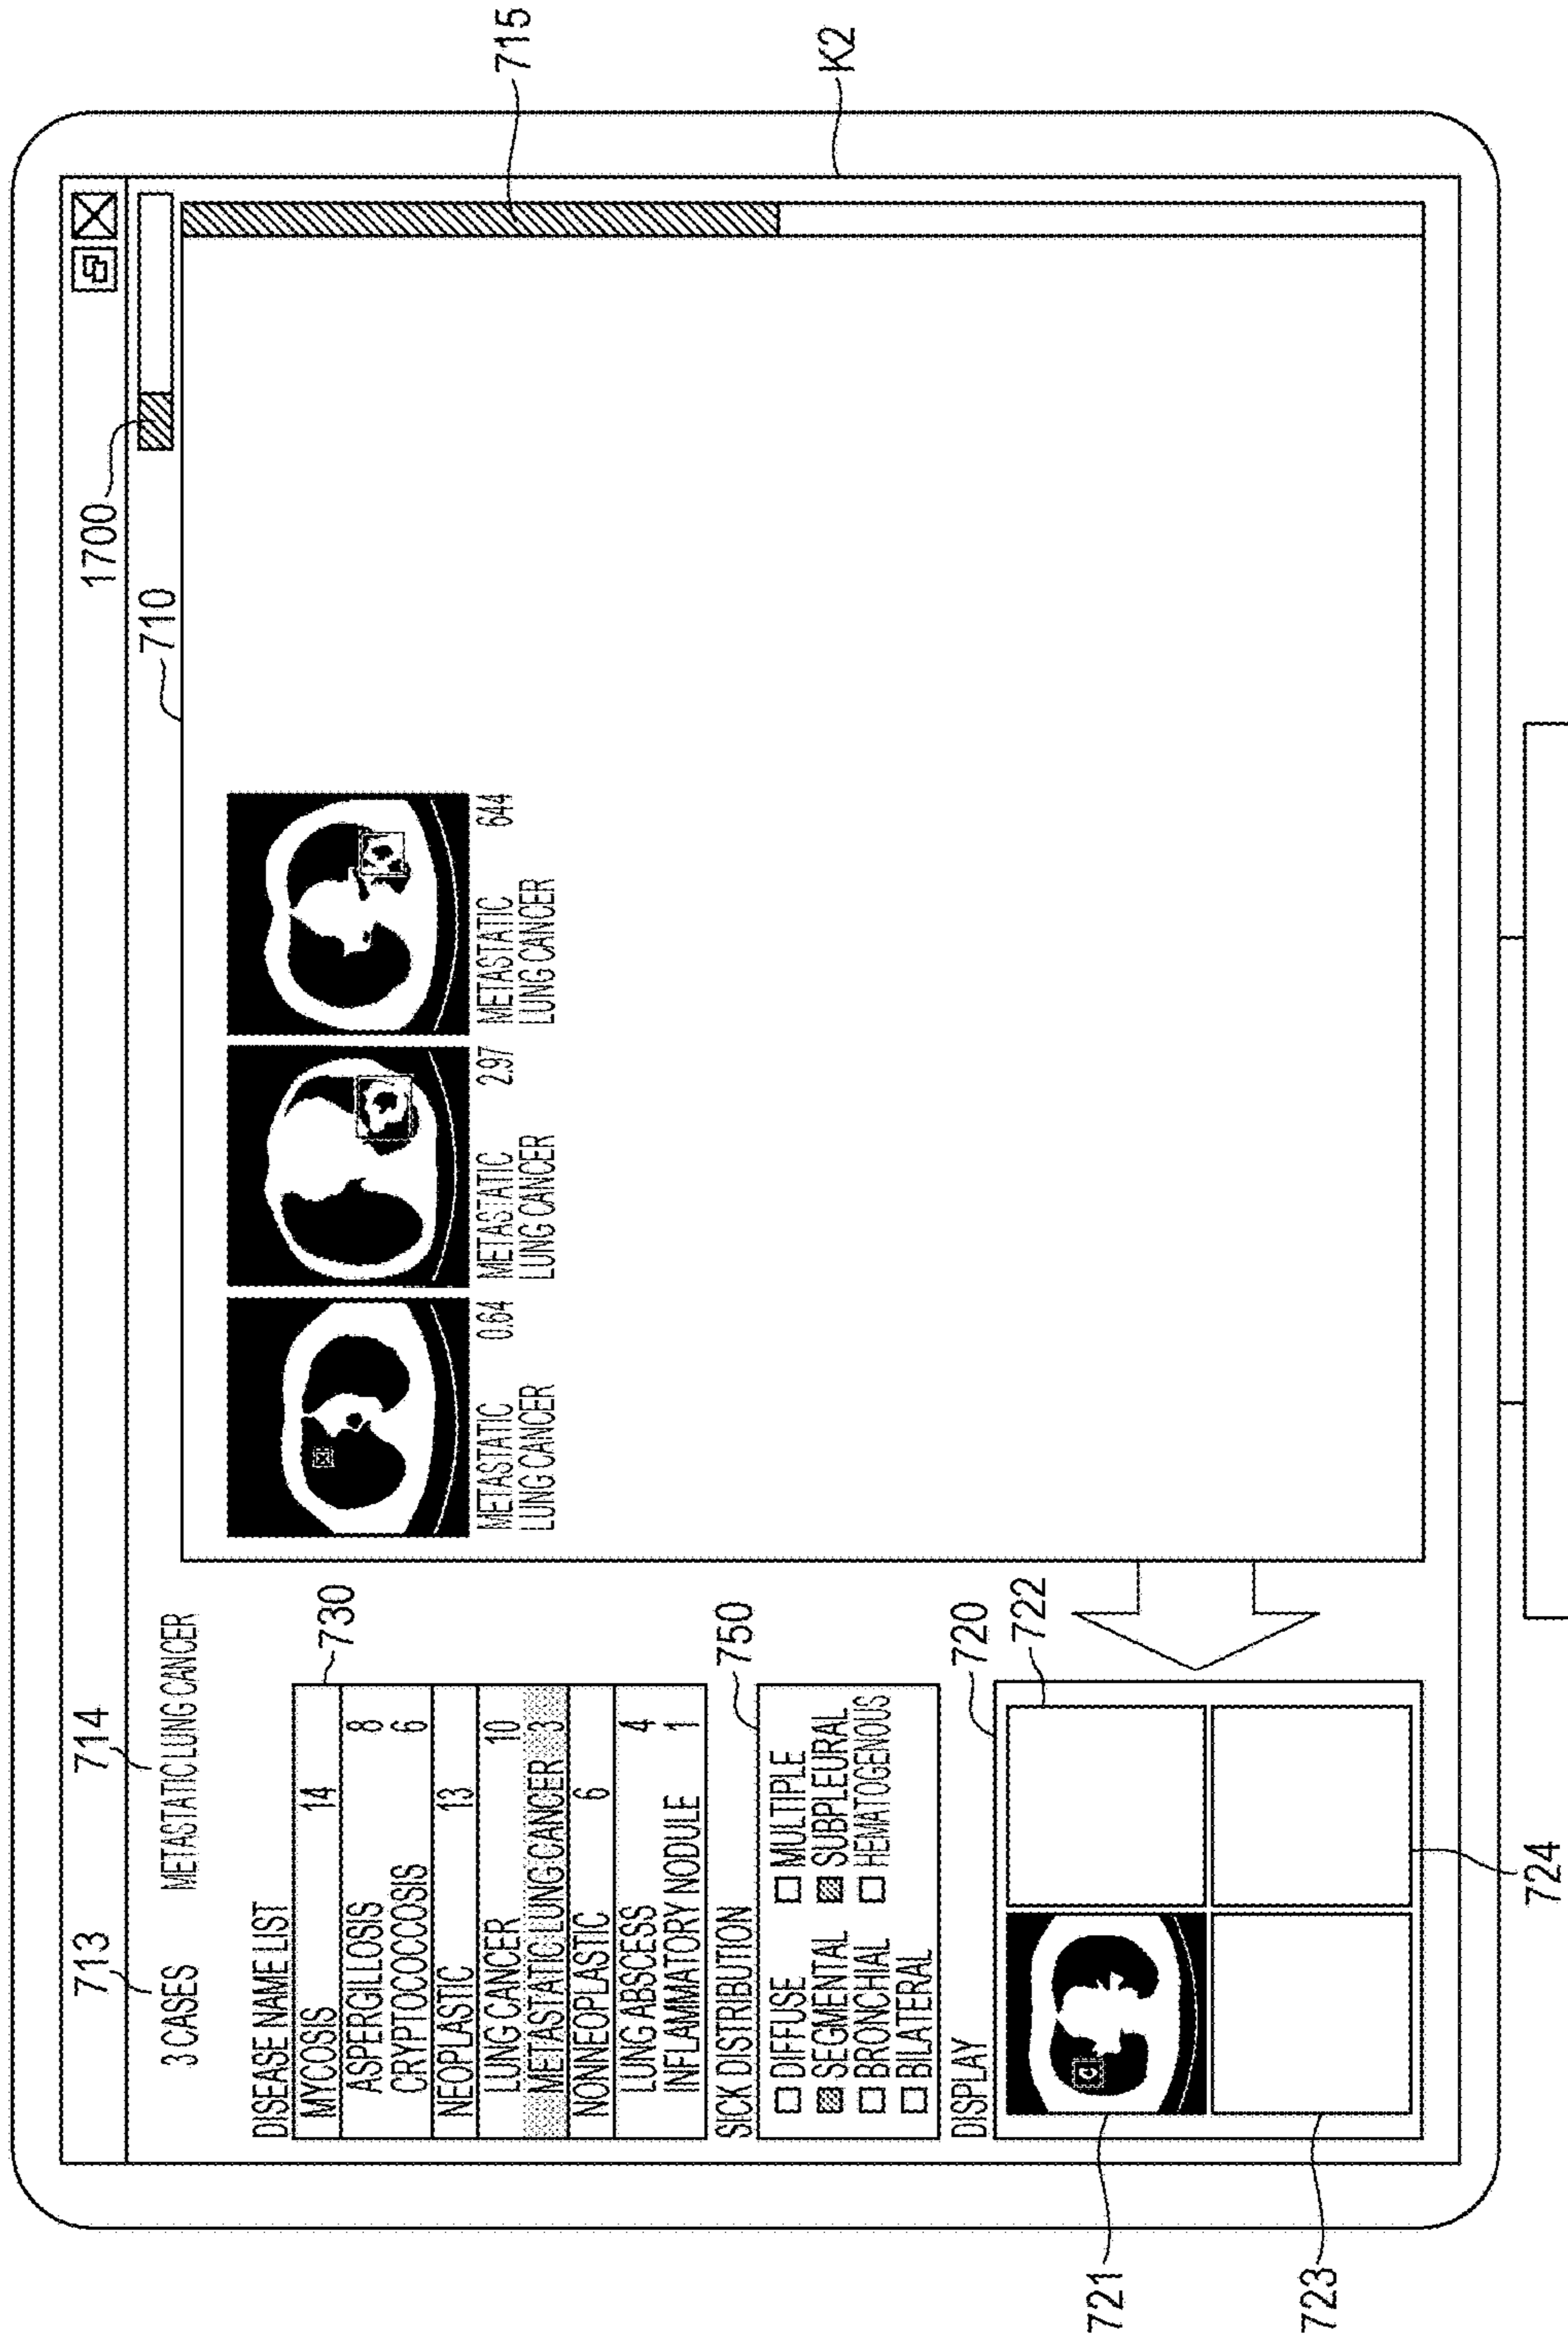 713
714
1700
3 CASES
METASTATIC LUNG CANCER
710
DISEASE NAME LIST
MYCOSIS 14
730
ASPERGILLOSIS 8
CRYPTOCOCCOSIS 6
NEOPLASTIC 13
LUNG CANCER 10
METASTATIC LUNG CANCER 3
NONNEOPLASTIC 6
LUNG ABSCESS 4
INFLAMMATORY NODULE 1
METASTATIC 0.64
LUNG CANCER
METASTATIC 2.97
LUNG CANCER
METASTATIC 644
LUNG CANCER
715
SICK DISTRIBUTION
750
DIFFUSE
MULTIPLE
SEGMENTAL
SUBPLEURAL
BRONCHIAL
HEMATOGENOUS
BILATERAL
K2
DISPLAY
720
722
721
723
724